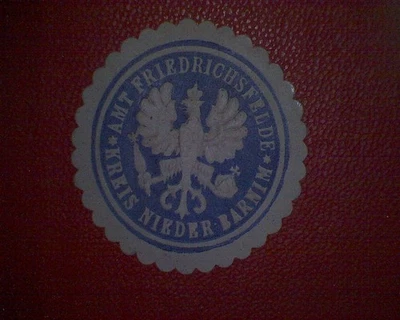 AMT FRIEDRICHSFELDE
* KREIS NIEDER-BARNIM *